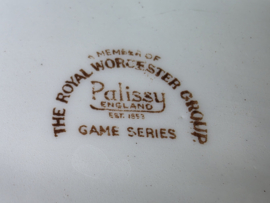 A MEMBER OF
THE ROYAL WORCESTER GROUP
Palissy
ENGLAND
EST. 1853
GAME SERIES